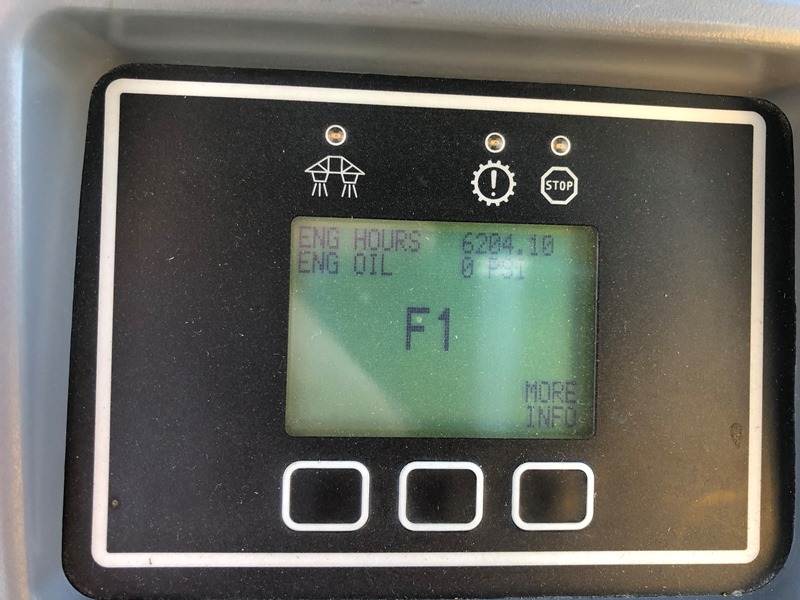 STOP
ENG HOURS 6204.10
ENG OIL 0 PSI
F1
MORE
INFO